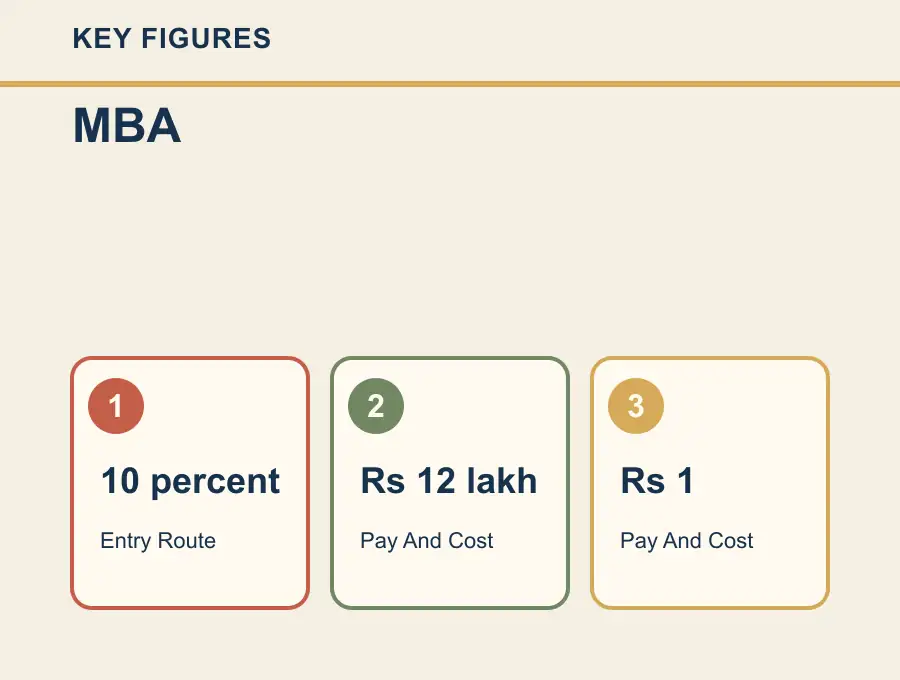 KEY FIGURES
MBA
1
10 percent
Entry Route
2
Rs 12 lakh
Pay And Cost
3
Rs 1
Pay And Cost